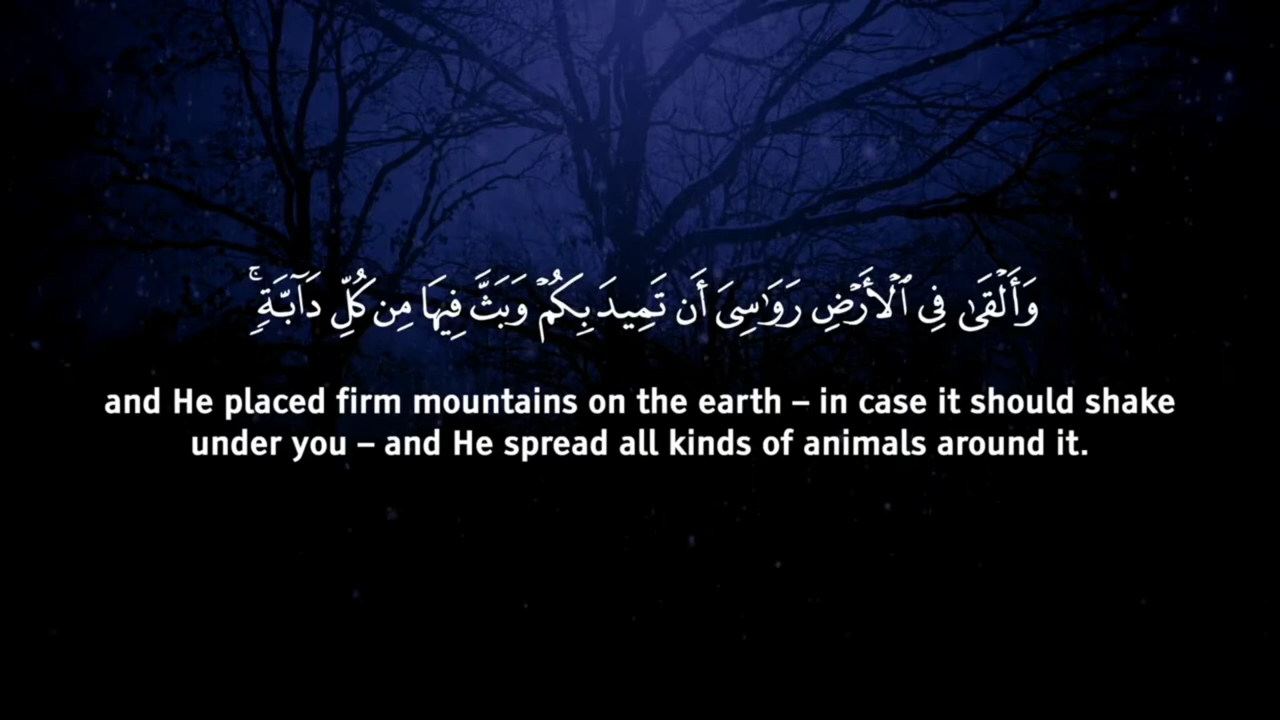 وَأَلْقَىٰ فِى ٱلْأَرْضِ رَوَٰسِىَ أَن تَمِيدَ بِكُمْ وَبَثَّ فِيهَا مِن كُلِّ دَآبَّةٍۢ ۚ
and He placed firm mountains on the earth – in case it should shake
under you – and He spread all kinds of animals around it.